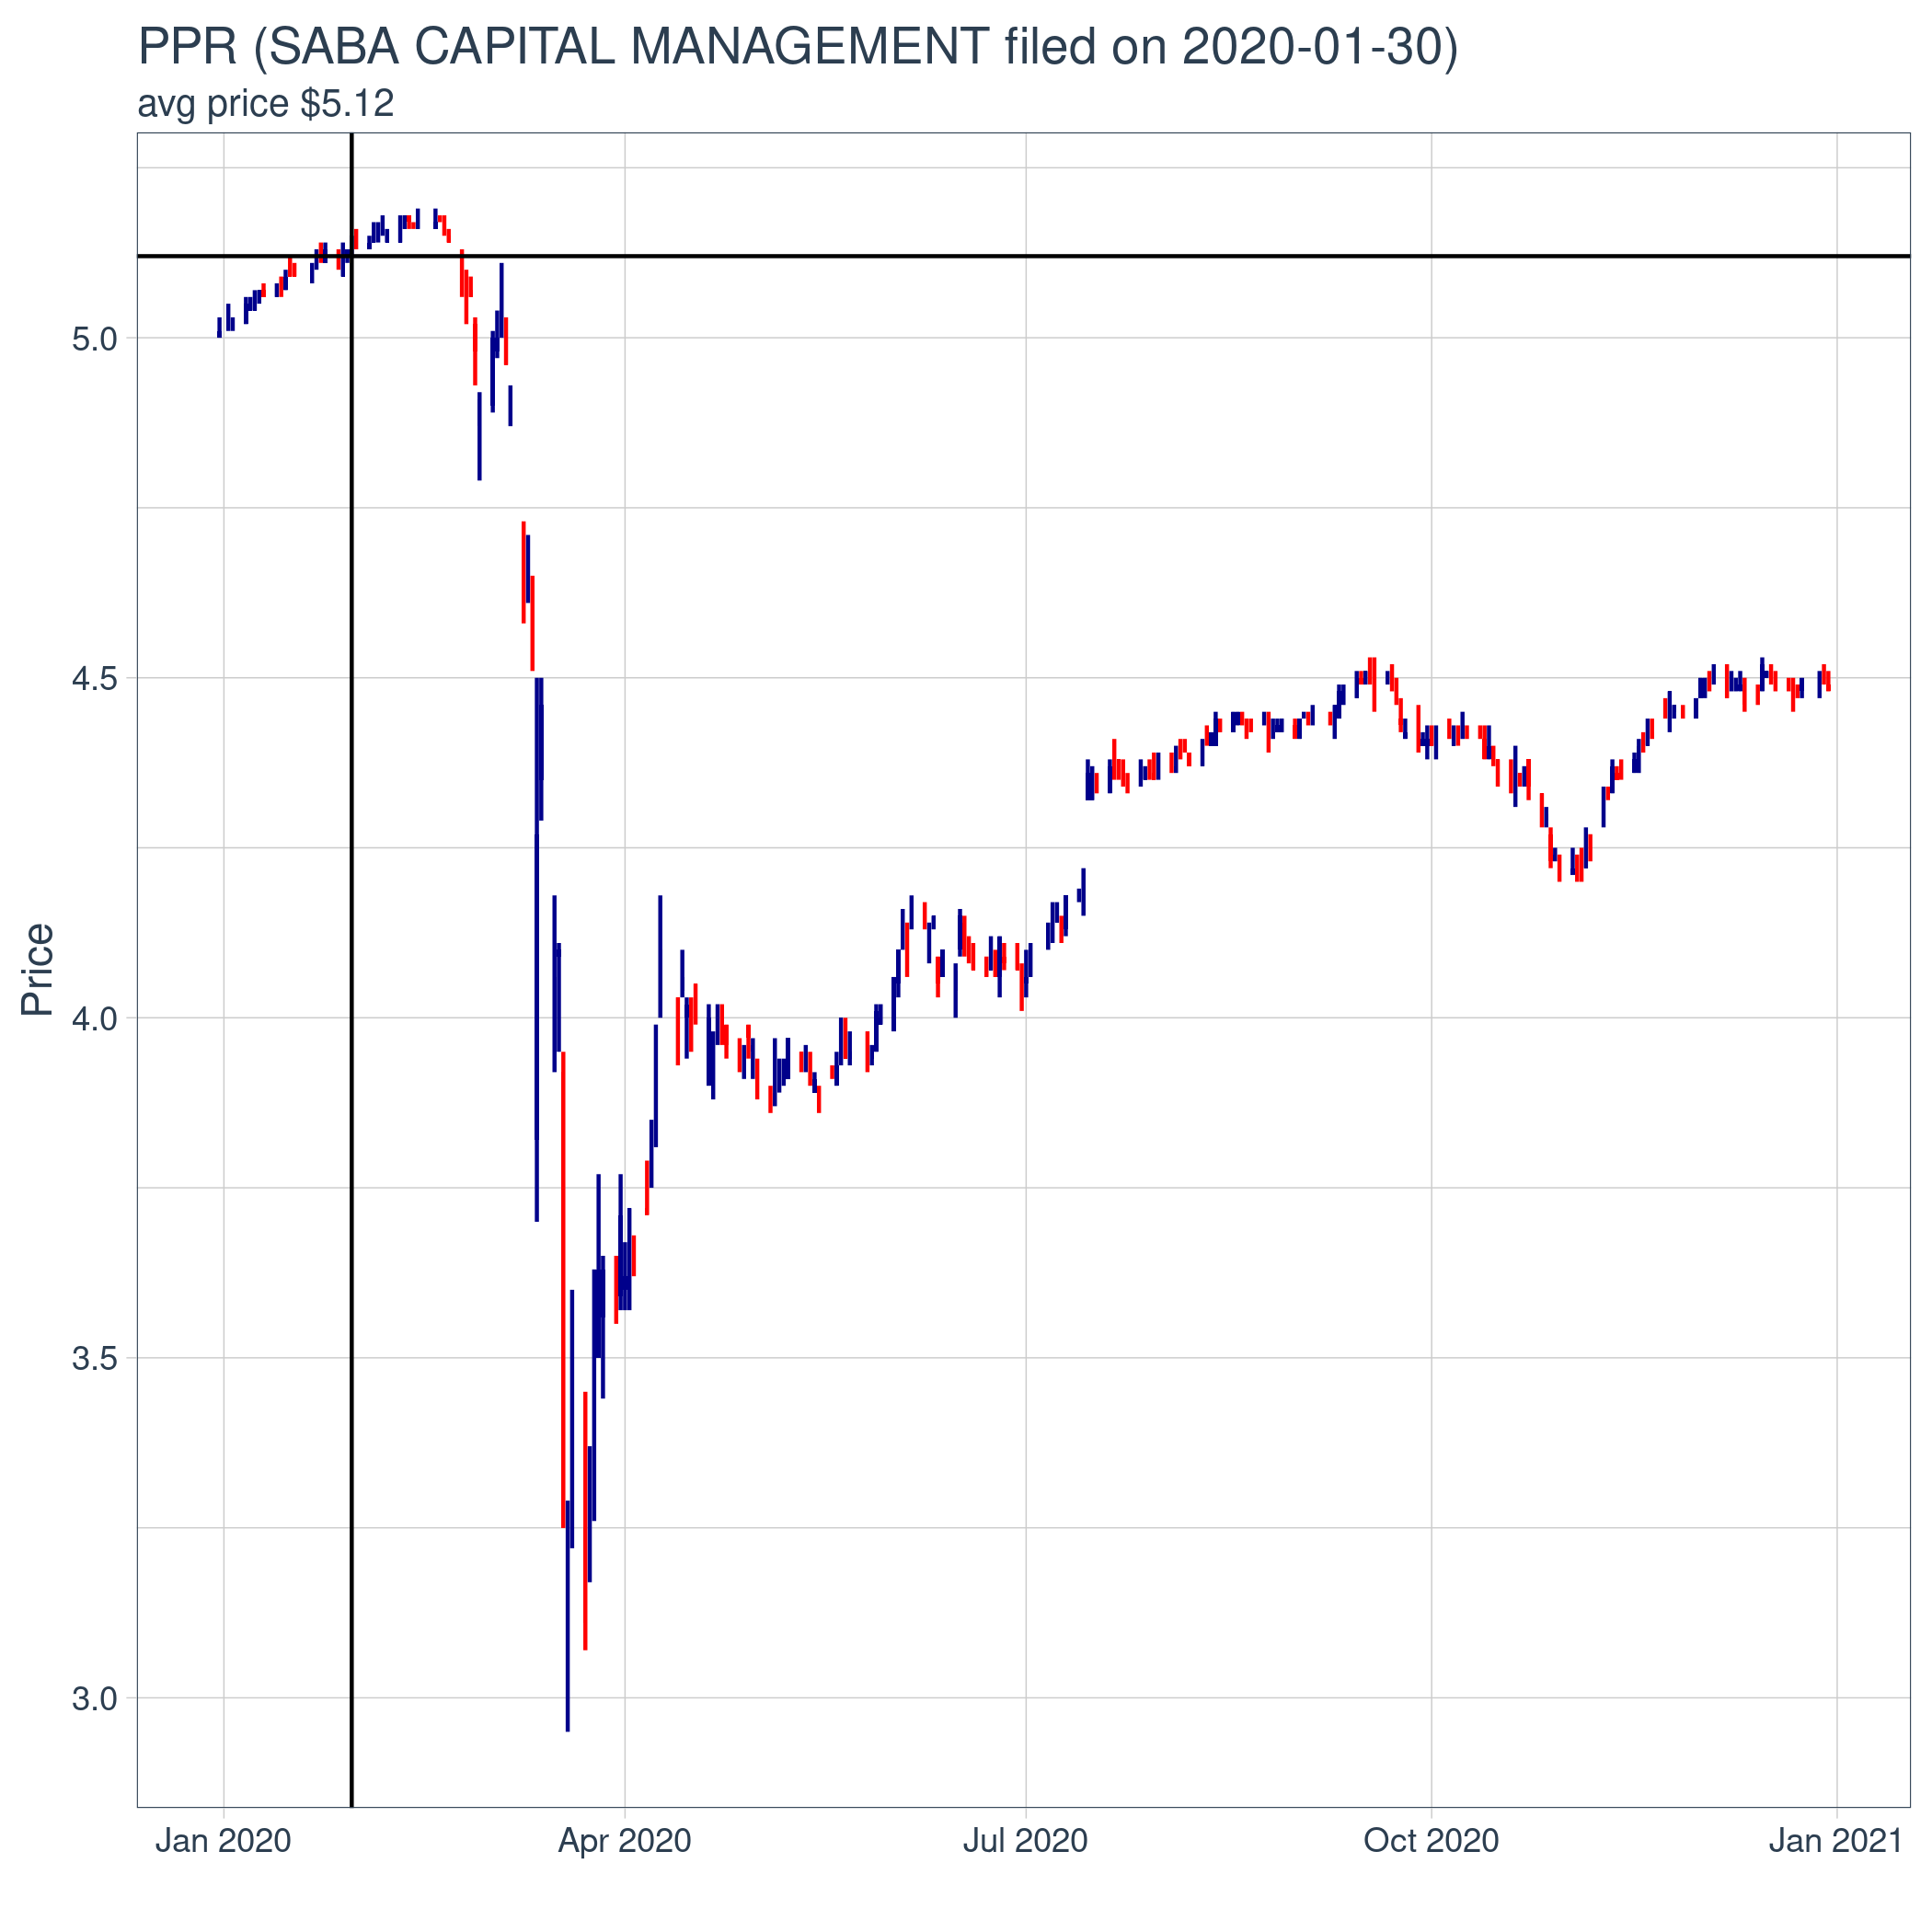 PPR (SABA CAPITAL MANAGEMENT filed on 2020-01-30)
avg price $5.12
Price
5.0
4.5
4.0
3.5
3.0
Jan 2020
Apr 2020
Jul 2020
Oct 2020
Jan 2021